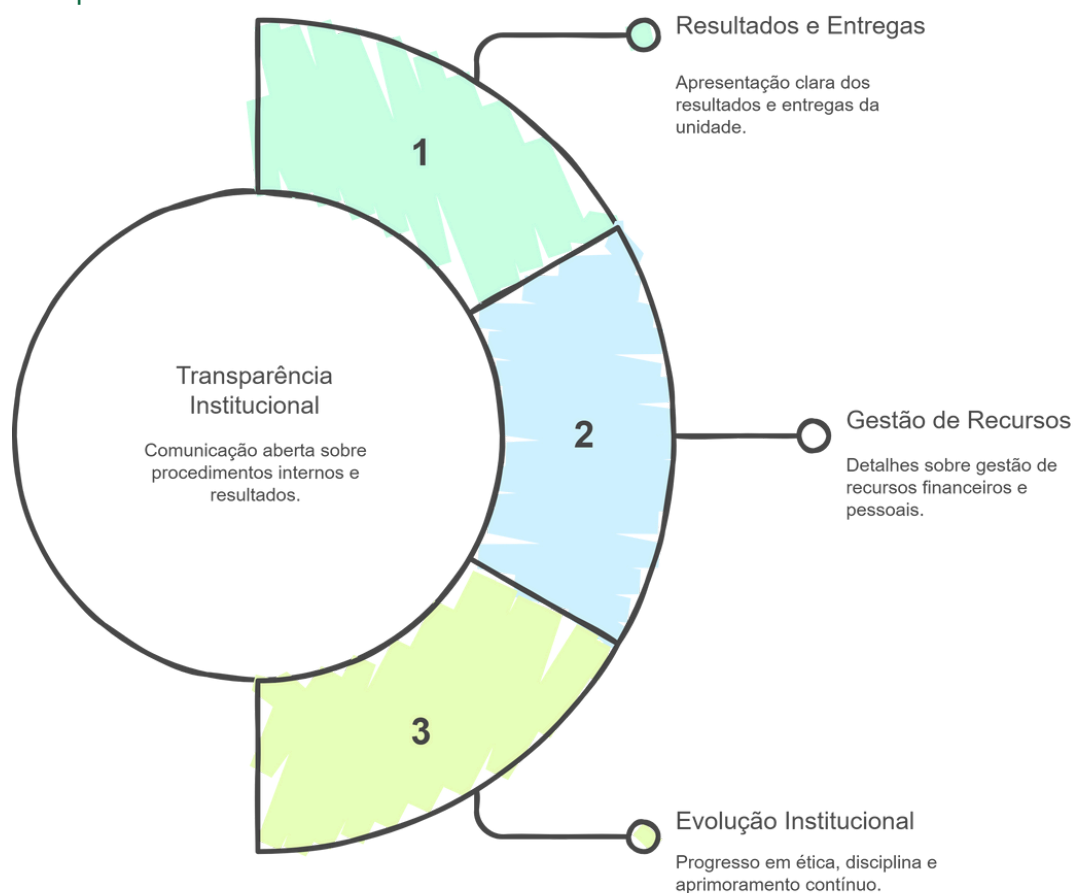 1
Resultados e Entregas
Apresentação clara dos
resultados e entregas da
unidade.
Transparência
Institucional
Comunicação aberta sobre
procedimentos internos e
resultados.
2
Gestão de Recursos
Detalhes sobre gestão de
recursos financeiros e
pessoais.
3
Evolução Institucional
Progresso em ética, disciplina e
aprimoramento contínuo.